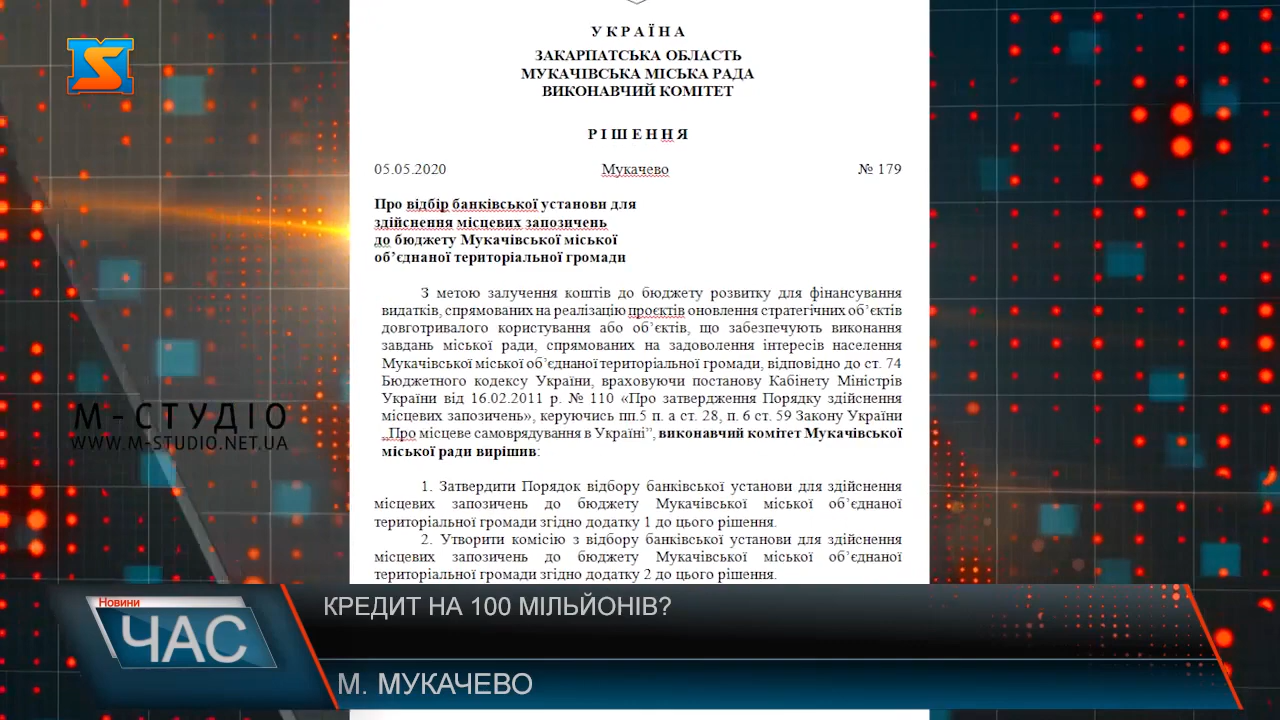 У К Р А Ї Н А
ЗАКАРПАТСЬКА ОБЛАСТЬ
МУКАЧІВСЬКА МІСЬКА РАДА
ВИКОНАВЧИЙ КОМІТЕТ
Р І Ш Е Н Н Я
05.05.2020 Мукачево № 179
Про відбір банківської установи для
здійснення місцевих запозичень
до бюджету Мукачівської міської
об’єднаної територіальної громади
З метою залучення коштів до бюджету розвитку для фінансування
видатків, спрямованих на реалізацію проєктів оновлення стратегічних об’єктів
довготривалого користування або об’єктів, що забезпечують виконання
завдань міської ради, спрямованих на задоволення інтересів населення
Мукачівської міської об’єднаної територіальної громади, відповідно до ст. 74
Бюджетного кодексу України, враховуючи постанову Кабінету Міністрів
України від 16.02.2011 р. № 110 «Про затвердження Порядку здійснення
місцевих запозичень», керуючись пп.5 п. а ст. 28, п. 6 ст. 59 Закону України
„Про місцеве самоврядування в Україні”, виконавчий комітет Мукачівської
міської ради вирішив:
1. Затвердити Порядок відбору банківської установи для здійснення
місцевих запозичень до бюджету Мукачівської міської об’єднаної
територіальної громади згідно додатку 1 до цього рішення.
2. Утворити комісію з відбору банківської установи для здійснення
місцевих запозичень до бюджету Мукачівської міської об’єднаної
територіальної громади згідно додатку 2 до цього рішення.
М-СТУДІО
WWW.M-STUDIO.NET.UA
Новини
ЧАС
КРЕДИТ НА 100 МІЛЬЙОНІВ?
М. МУКАЧЕВО